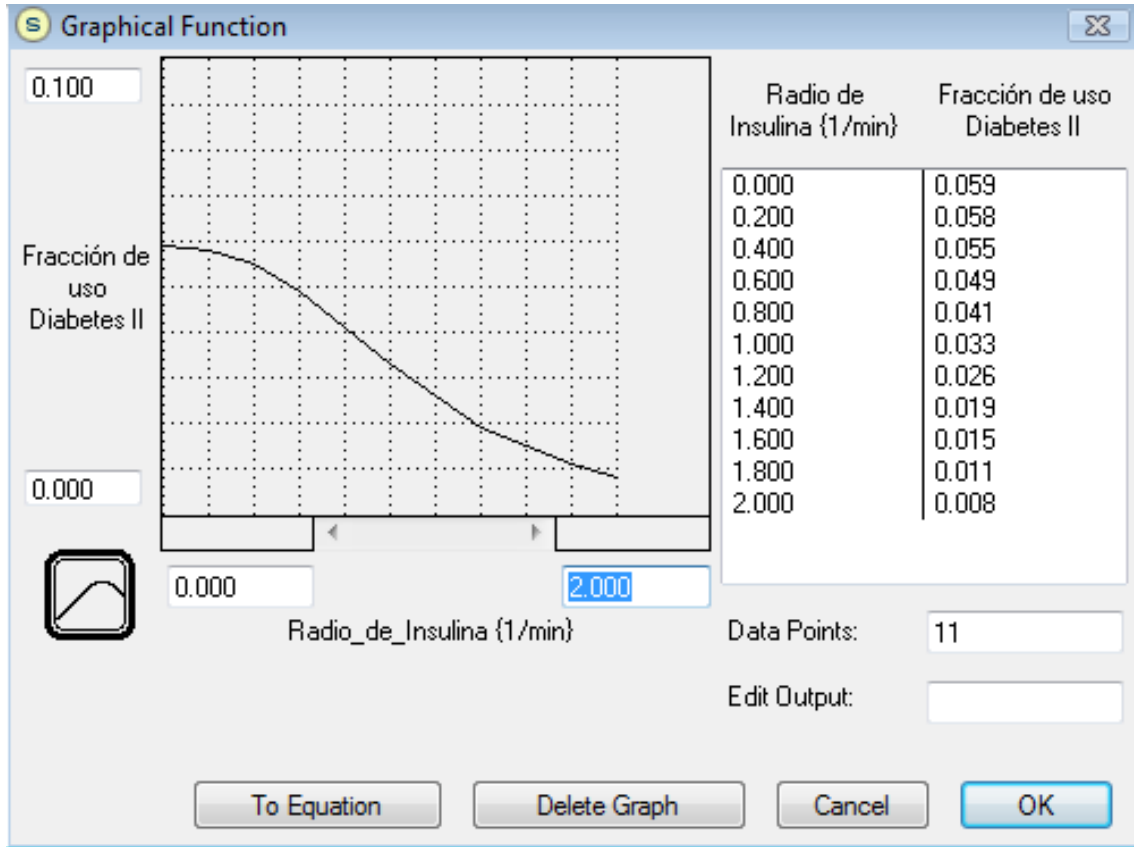 S Graphical Function
0.100
Fracción de
uso
Diabetes II
0.000
0.000 2.000
Radio_de_Insulina {1/min}
Radio de Fracción de uso
Insulina {1/min} Diabetes II
0.000 0.059
0.200 0.058
0.400 0.055
0.600 0.049
0.800 0.041
1.000 0.033
1.200 0.026
1.400 0.019
1.600 0.015
1.800 0.011
2.000 0.008
Data Points: 11
Edit Output:
To Equation Delete Graph Cancel OK